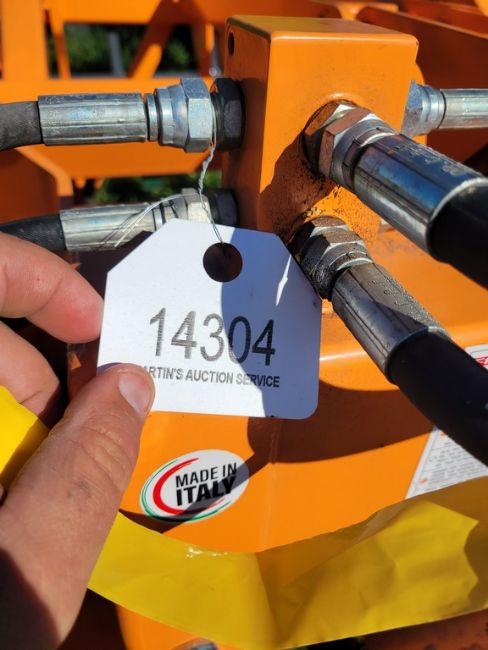 14304
ARTIN'S AUCTION SERVICE
MADE IN
ITALY